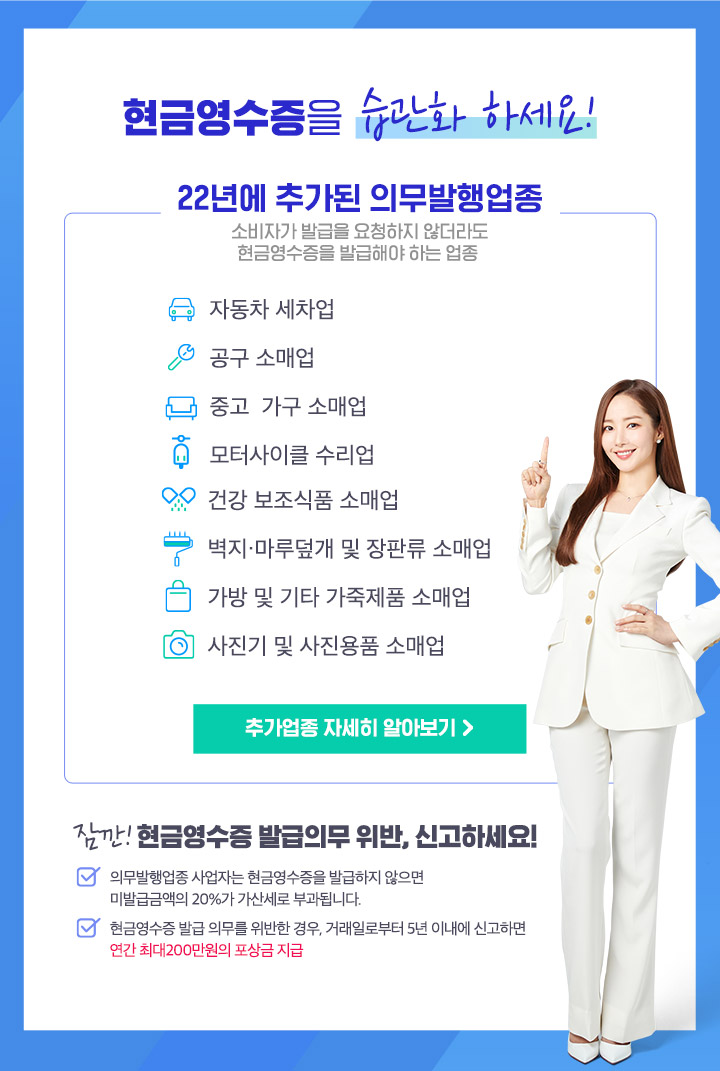 현금영수증을 습관화 하세요!
22년에 추가된 의무발행업종
소비자가 발급을 요청하지 않더라도
현금영수증을 발급해야 하는 업종
자동차 세차업
공구 소매업
중고 가구 소매업
모터사이클 수리업
건강 보조식품 소매업
벽지·마루덮개 및 장판류 소매업
가방 및 기타 가죽제품 소매업
사진기 및 사진용품 소매업
추가업종 자세히 알아보기 >
잠깐! 현금영수증 발급의무 위반, 신고하세요!
의무발행업종 사업자는 현금영수증을 발급하지 않으면
미발급금액의 20%가 가산세로 부과됩니다.
현금영수증 발급 의무를 위반한 경우, 거래일로부터 5년 이내에 신고하면
연간 최대200만원의 포상금 지급